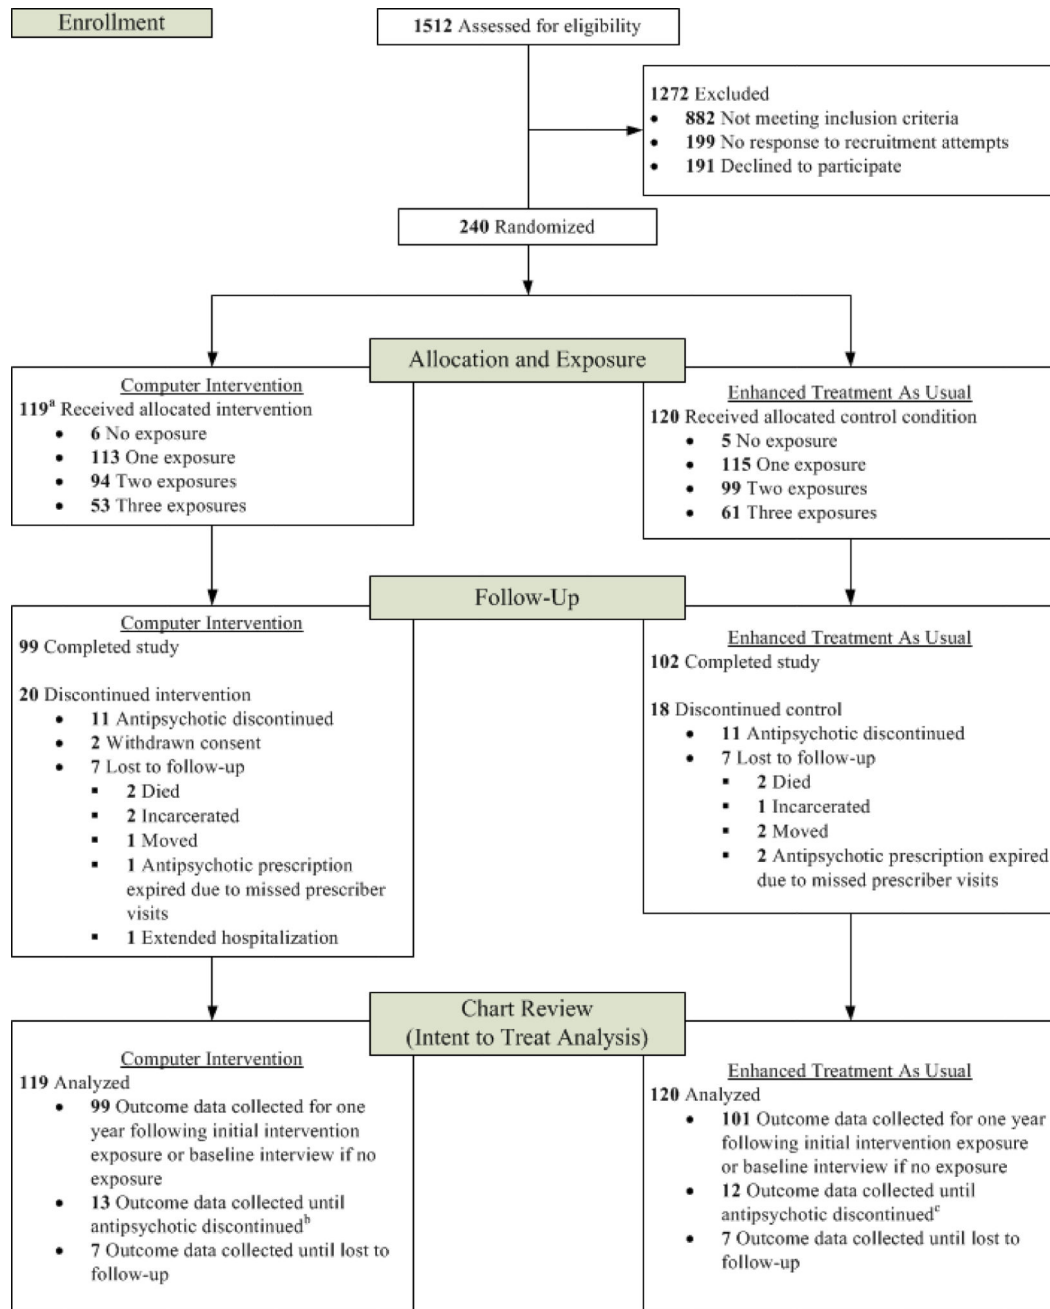 Enrollment
1512 Assessed for eligibility
1272 Excluded
• 882 Not meeting inclusion criteria
• 199 No response to recruitment attempts
• 191 Declined to participate
240 Randomized
Allocation and Exposure
Computer Intervention
119ᵃ Received allocated intervention
• 6 No exposure
• 113 One exposure
• 94 Two exposures
• 53 Three exposures
Enhanced Treatment As Usual
120 Received allocated control condition
• 5 No exposure
• 115 One exposure
• 99 Two exposures
• 61 Three exposures
Follow-Up
Computer Intervention
99 Completed study
20 Discontinued intervention
• 11 Antipsychotic discontinued
• 2 Withdrawn consent
• 7 Lost to follow-up
▪ 2 Died
▪ 2 Incarcerated
▪ 1 Moved
▪ 1 Antipsychotic prescription
expired due to missed prescriber
visits
▪ 1 Extended hospitalization
Enhanced Treatment As Usual
102 Completed study
18 Discontinued control
• 11 Antipsychotic discontinued
• 7 Lost to follow-up
▪ 2 Died
▪ 1 Incarcerated
▪ 2 Moved
▪ 2 Antipsychotic prescription expired
due to missed prescriber visits
Chart Review
(Intent to Treat Analysis)
Computer Intervention
119 Analyzed
• 99 Outcome data collected for one
year following initial intervention
exposure or baseline interview if no
exposure
• 13 Outcome data collected until
antipsychotic discontinuedᵇ
• 7 Outcome data collected until lost to
follow-up
Enhanced Treatment As Usual
120 Analyzed
• 101 Outcome data collected for one year
following initial intervention exposure
or baseline interview if no exposure
• 12 Outcome data collected until
antipsychotic discontinuedᶜ
• 7 Outcome data collected until lost to
follow-up